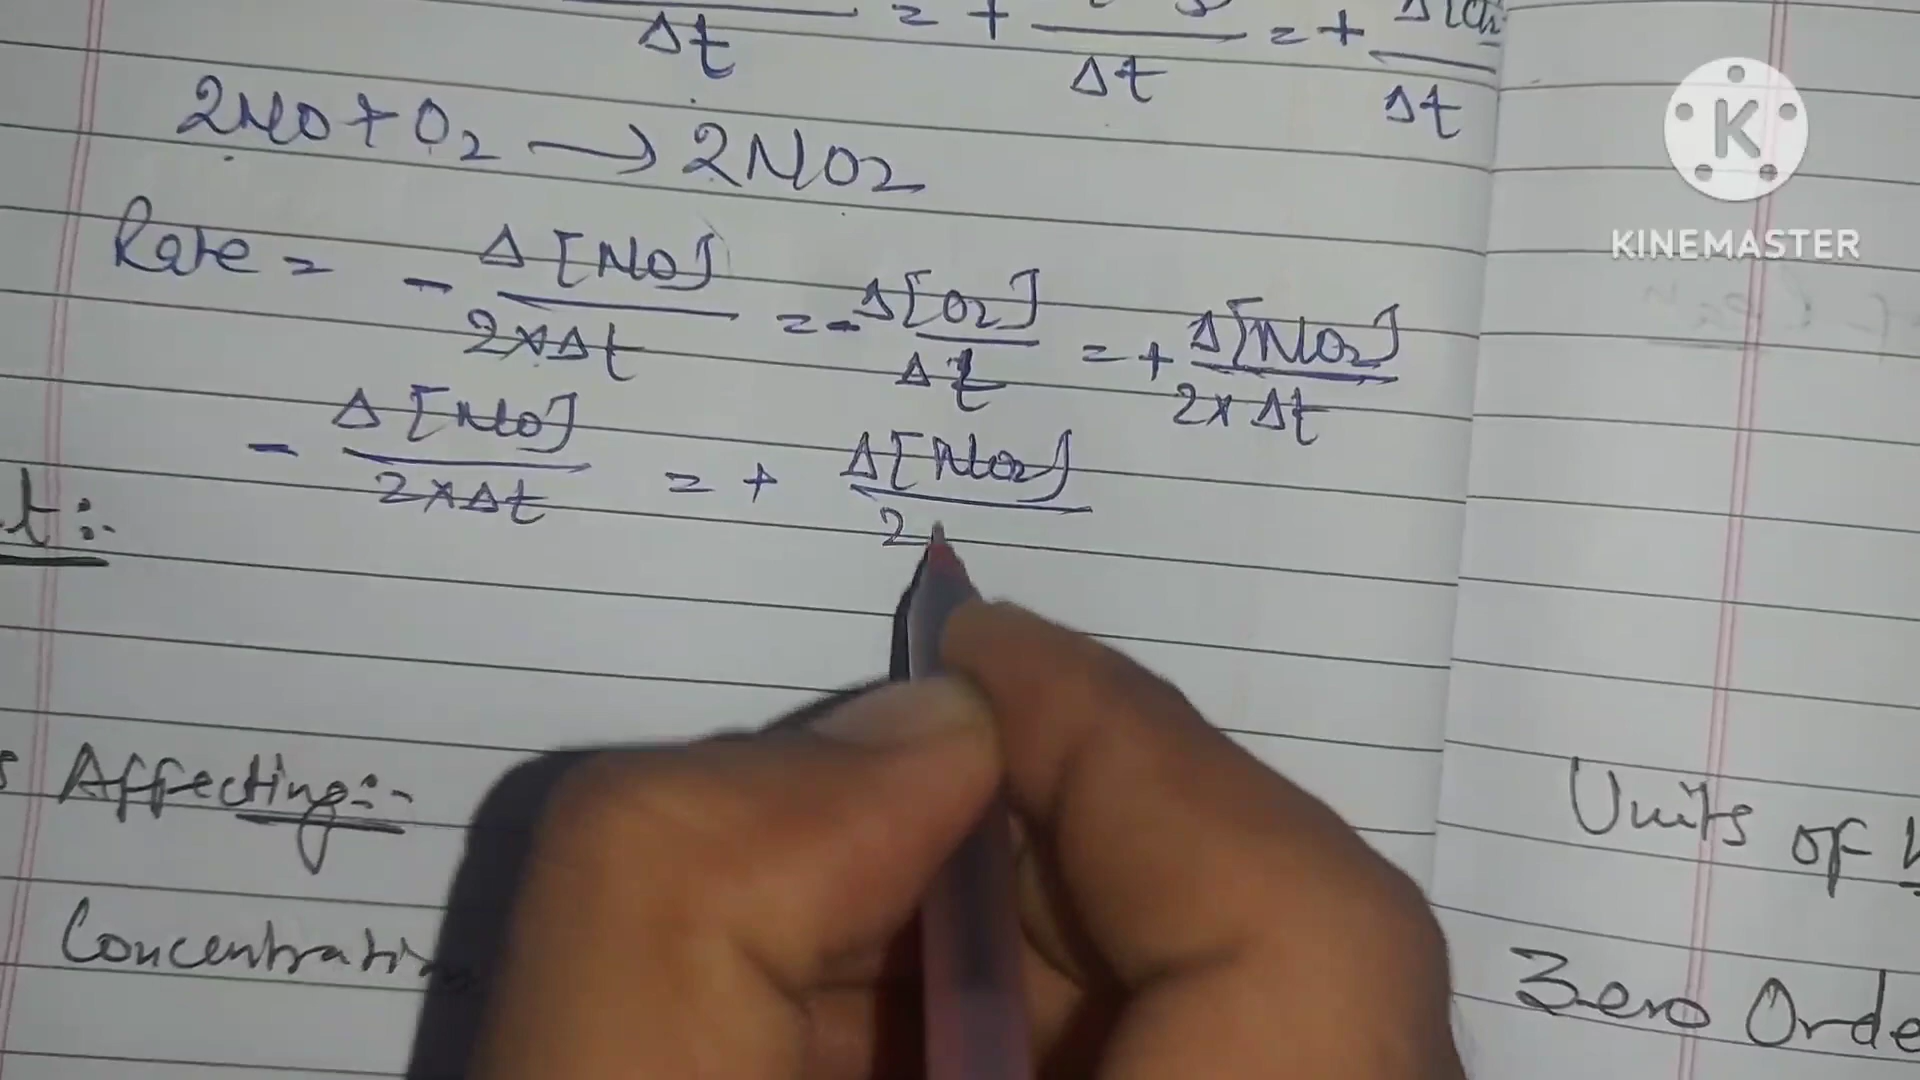 Δt = + Δt = + Δt
2NO + O2 → 2NO2
Rate = - Δ[NO] / 2×Δt = - Δ[O2] / Δt = + Δ[NO2] / 2×Δt
- Δ[NO] / 2×Δt = + Δ[NO2] / 2
t:-
Affecting:-
Concentratio
KINEMASTER
Units of
Zero Orde